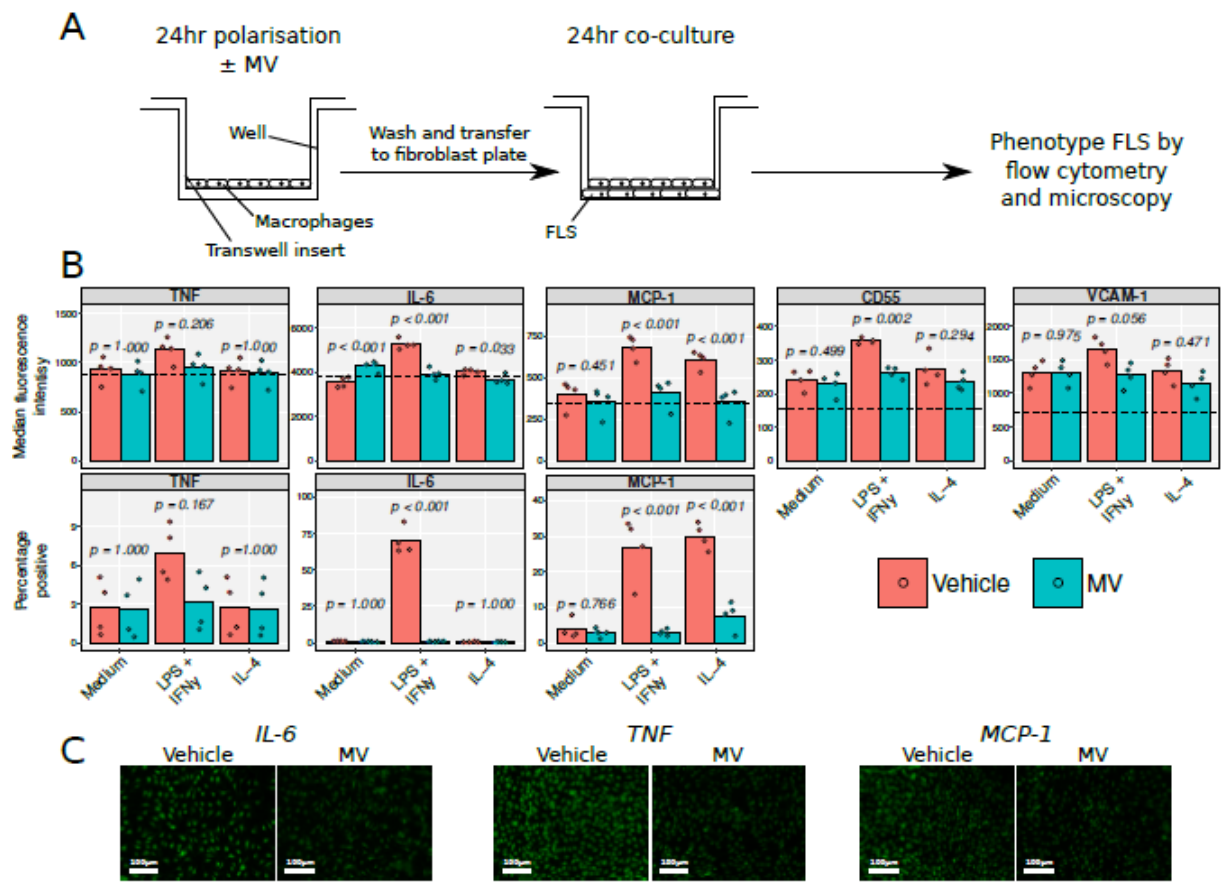 A
24hr polarisation
± MV
24hr co-culture
Well
Wash and transfer
to fibroblast plate
Macrophages
Transwell insert
FLS
Phenotype FLS by
flow cytometry
and microscopy
B
Median fluorescence
intentisy
TNF
1500
1000
500
0
p = 1.000
p = 0.206
p = 1.000
IL-6
6000
4000
2000
0
p < 0.001
p < 0.001
p = 0.033
MCP-1
750
500
250
0
p = 0.451
p < 0.001
p < 0.001
CD55
400
300
200
100
0
p = 0.499
p = 0.002
p = 0.294
Medium
LPS +
IFNy
IL-4
VCAM-1
2000
1500
1000
500
0
p = 0.975
p = 0.056
p = 0.471
Medium
LPS +
IFNy
IL-4
Percentage
positive
TNF
9
6
3
0
p = 1.000
p = 0.167
p = 1.000
Medium
LPS +
IFNy
IL-4
IL-6
100
75
50
25
0
p = 1.000
p < 0.001
p = 1.000
Medium
LPS +
IFNy
IL-4
MCP-1
40
30
20
10
0
p = 0.766
p < 0.001
p < 0.001
Medium
LPS +
IFNy
IL-4
Vehicle
MV
C
IL-6
Vehicle MV
100µm
100µm
TNF
Vehicle MV
100µm
100µm
MCP-1
Vehicle MV
100µm
100µm